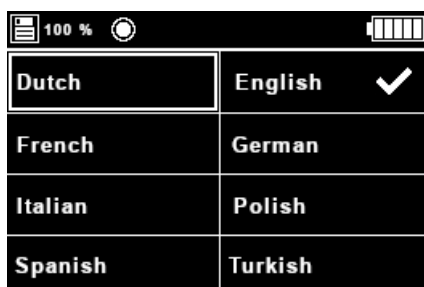 100 %
Dutch English
French German
Italian Polish
Spanish Turkish